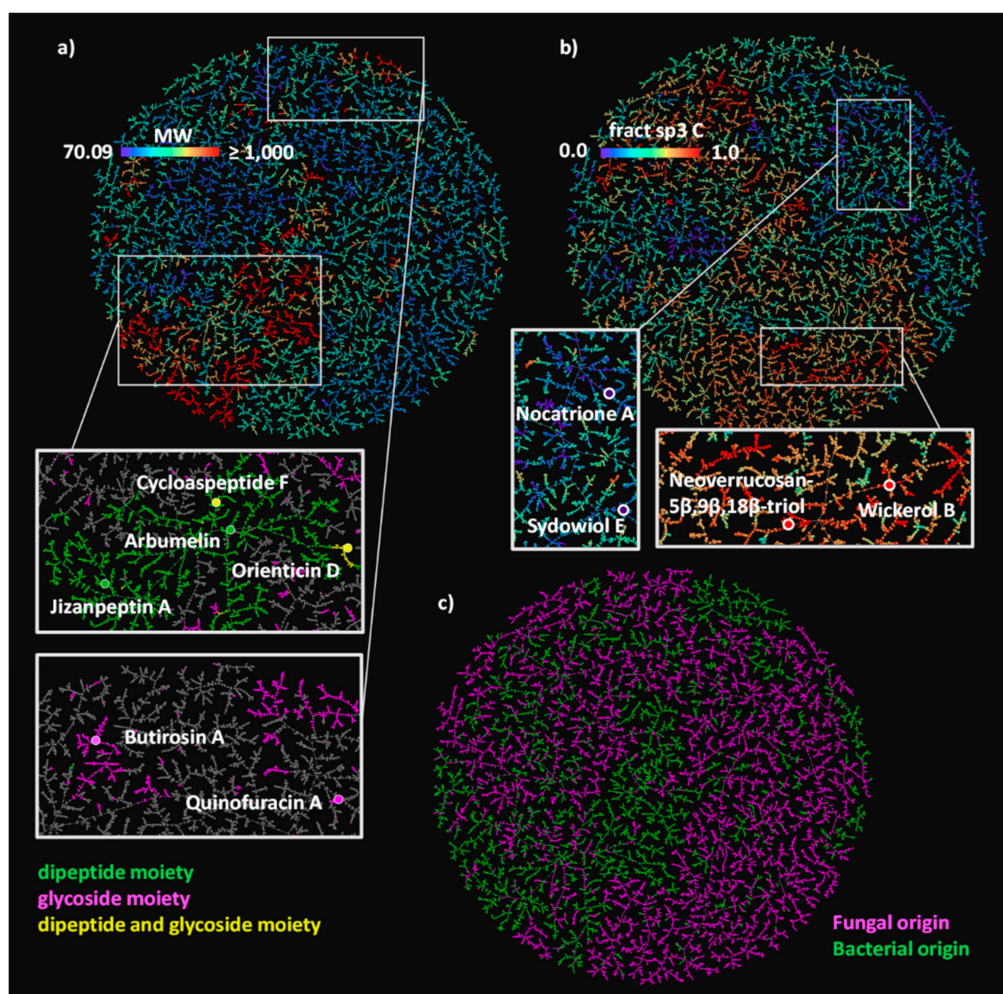 a)
MW
70.09 ≥ 1,000
b)
fract sp3 C
0.0 1.0
Nocatrione A
Sydowiol E
Neoverrucosan-
5β,9β,18β-triol
Wickerol B
Cycloaspeptide F
Arbumelin
Orienticin D
Jizanpeptin A
Butirosin A
Quinofuracin A
dipeptide moiety
glycoside moiety
dipeptide and glycoside moiety
c)
Fungal origin
Bacterial origin